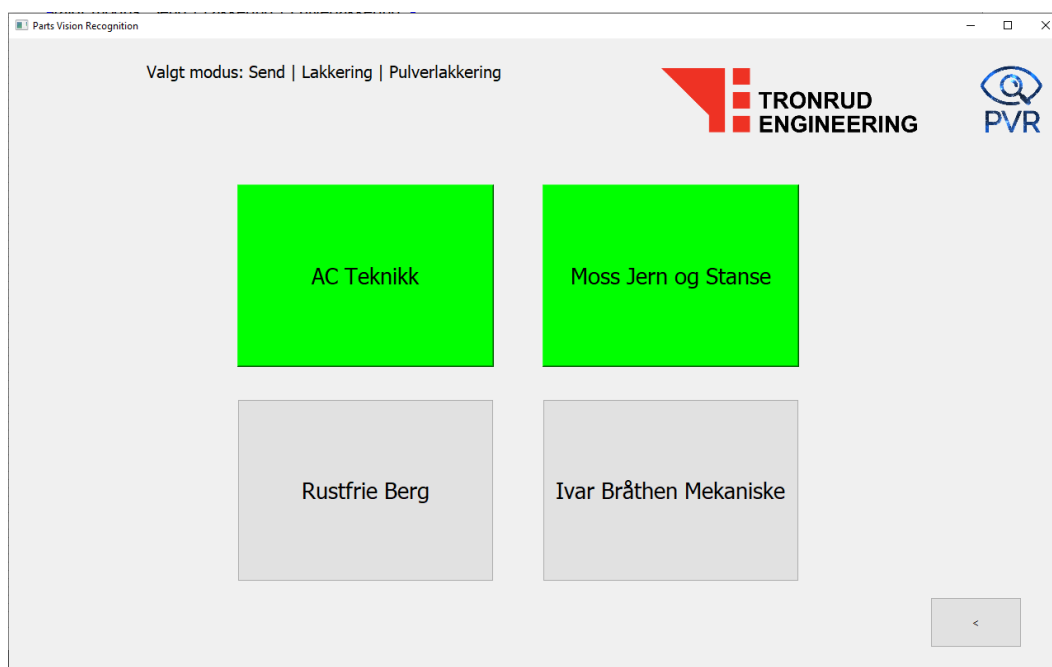 Parts Vision Recognition
Valgt modus: Send | Lakkering | Pulverlakkering
TRONRUD
ENGINEERING
PVR
AC Teknikk
Moss Jern og Stanse
Rustfrie Berg
Ivar Bråthen Mekaniske
<